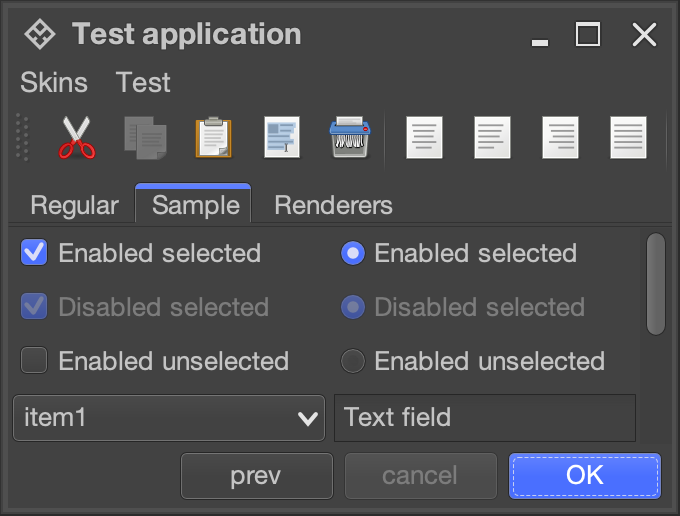 Test application
Skins Test
Regular Sample Renderers
Enabled selected Enabled selected
Disabled selected Disabled selected
Enabled unselected Enabled unselected
item1 Text field
prev cancel OK